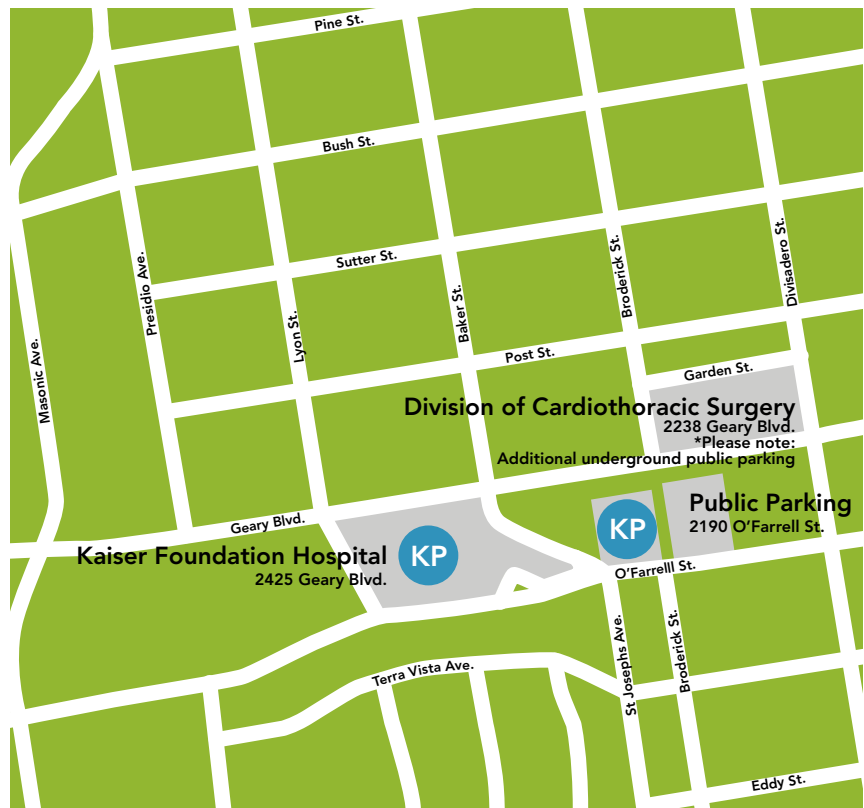 Pine St.
Bush St.
Sutter St.
Presidio Ave.
Broderick St.
Divisadero St.
Baker St.
Lyon St.
Masonic Ave.
Post St.
Garden St.
Division of Cardiothoracic Surgery
2238 Geary Blvd.
*Please note:
Additional underground public parking
Public Parking
2190 O'Farrell St.
Geary Blvd.
KP
KP
Kaiser Foundation Hospital
2425 Geary Blvd.
O'Farrelll St.
St Josephs Ave.
Broderick St.
Terra Vista Ave.
Eddy St.